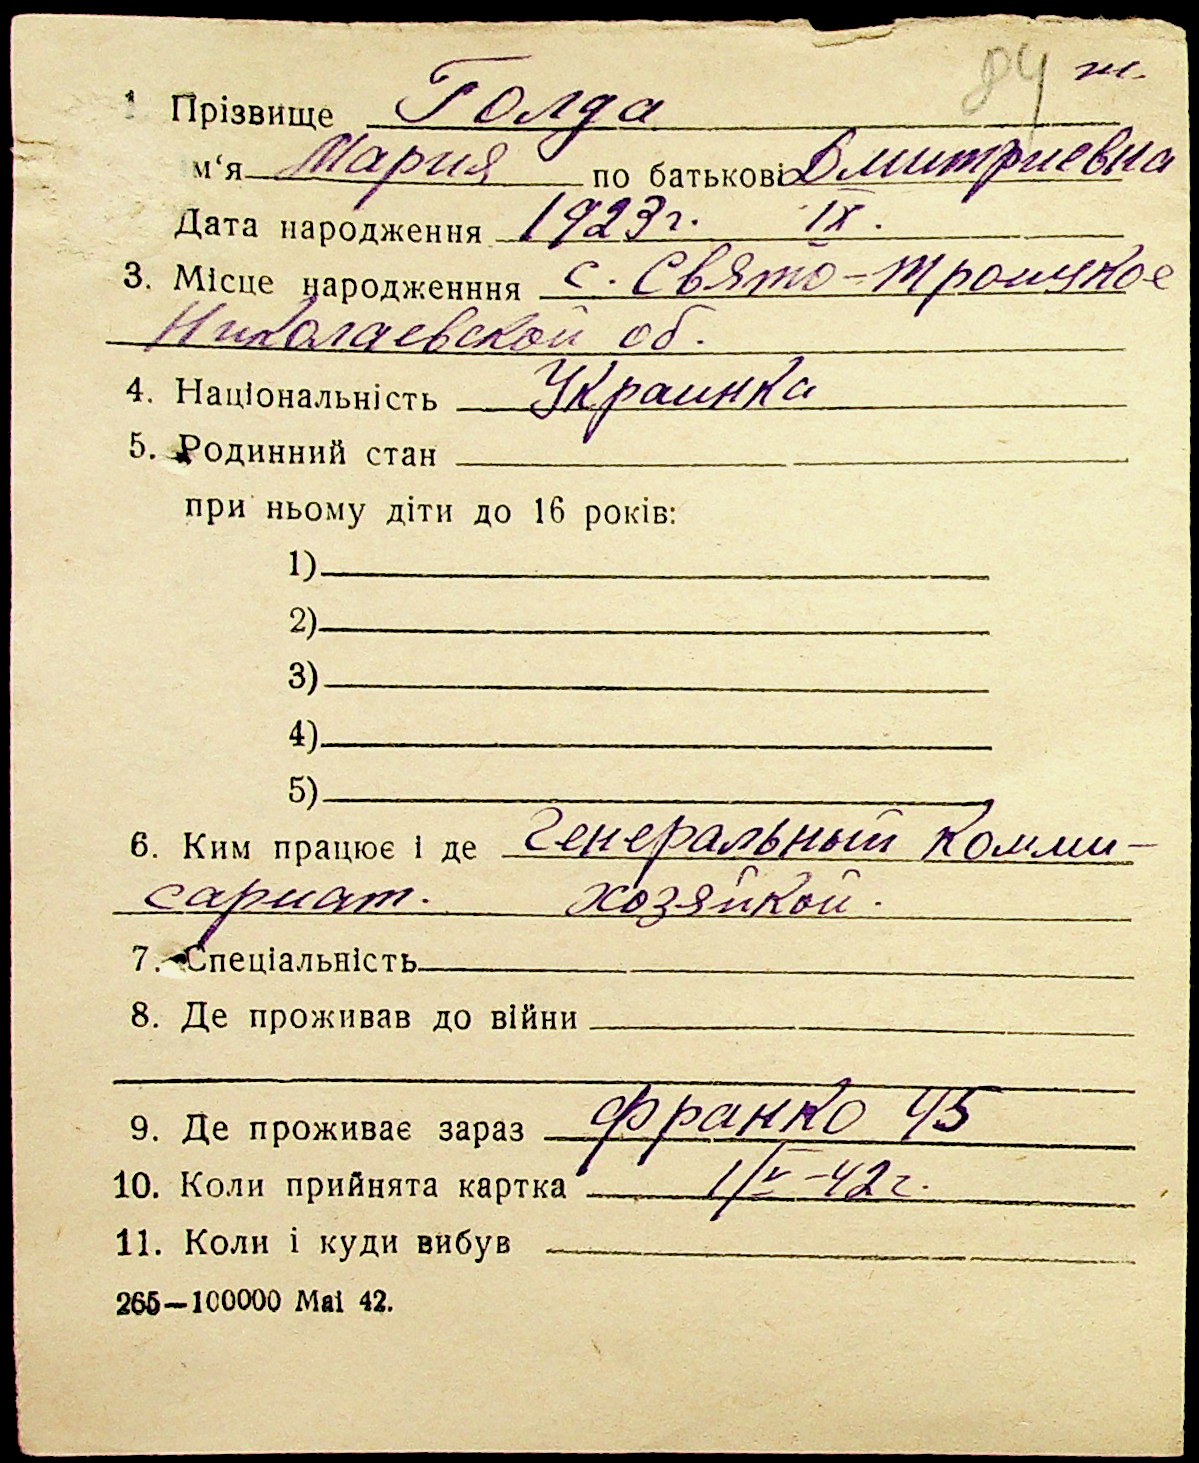 84 ж.
1 Прізвище Голда
м‘я Мария по батькові Дмитриевна
Дата народження 1923г. IX.
3. Місце народженння с. Свято-Троицкое
Николаевской об.
4. Національність Украинка
5. Родинний стан
при ньому діти до 16 років:
1)
2)
3)
4)
5)
6. Ким працює і де Генеральный комми-
сариат. хозяйкой.
7. Спеціальність
8. Де проживав до війни
9. Де проживає зараз Франко 45
10. Коли прийнята картка 1/V-42г.
11. Коли і куди вибув
265—100000 Mai 42.